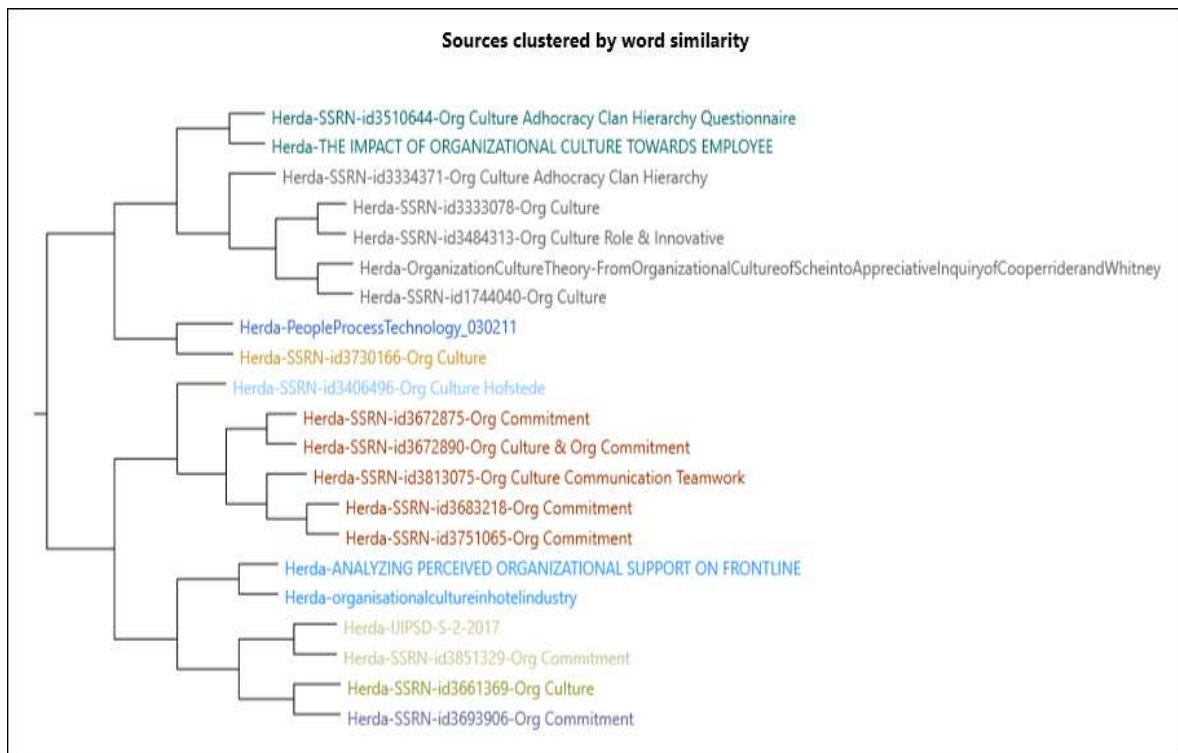 Sources clustered by word similarity
Herda-SSRN-id3510644-Org Culture Adhocracy Clan Hierarchy Questionnaire
Herda-THE IMPACT OF ORGANIZATIONAL CULTURE TOWARDS EMPLOYEE
Herda-SSRN-id3334371-Org Culture Adhocracy Clan Hierarchy
Herda-SSRN-id3333078-Org Culture
Herda-SSRN-id3484313-Org Culture Role & Innovative
Herda-OrganizationCultureTheory-FromOrganizationalCultureofScheintoAppreciativeInquiryofCooperriderandWhitney
Herda-SSRN-id1744040-Org Culture
Herda-PeopleProcessTechnology_030211
Herda-SSRN-id3730166-Org Culture
Herda-SSRN-id3406496-Org Culture Hofstede
Herda-SSRN-id3672875-Org Commitment
Herda-SSRN-id3672890-Org Culture & Org Commitment
Herda-SSRN-id3813075-Org Culture Communication Teamwork
Herda-SSRN-id3683218-Org Commitment
Herda-SSRN-id3751065-Org Commitment
Herda-ANALYZING PERCEIVED ORGANIZATIONAL SUPPORT ON FRONTLINE
Herda-organisationalcultureinhotelindustry
Herda-IJIPSD-S-2-2017
Herda-SSRN-id3851329-Org Commitment
Herda-SSRN-id3661369-Org Culture
Herda-SSRN-id3693906-Org Commitment